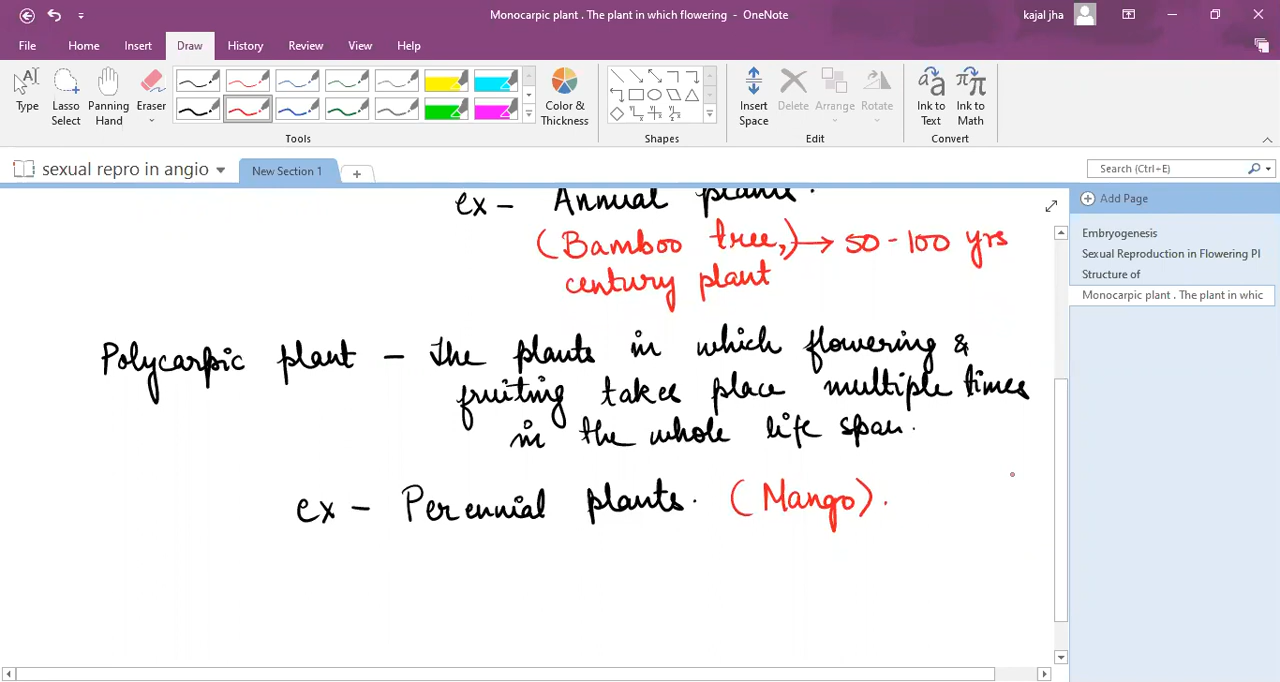 Monocarpic plant . The plant in which flowering - OneNote
kajal jha
File Home Insert Draw History Review View Help
Type
Lasso Select
Panning Hand
Eraser
Color & Thickness
Insert Space
Delete
Arrange
Rotate
Ink to Text
Ink to Math
Tools
Shapes
Edit
Convert
sexual repro in angio
New Section 1
Search (Ctrl+E)
Add Page
Embryogenesis
Sexual Reproduction in Flowering Pl
Structure of
Monocarpic plant . The plant in whic
ex - Annual plants.
(Bamboo tree,) → 50 - 100 yrs
century plant
Polycarpic plant - The plants in which flowering &
fruiting takes place multiple times
in the whole life span.
ex - Perennial plants. (Mango).